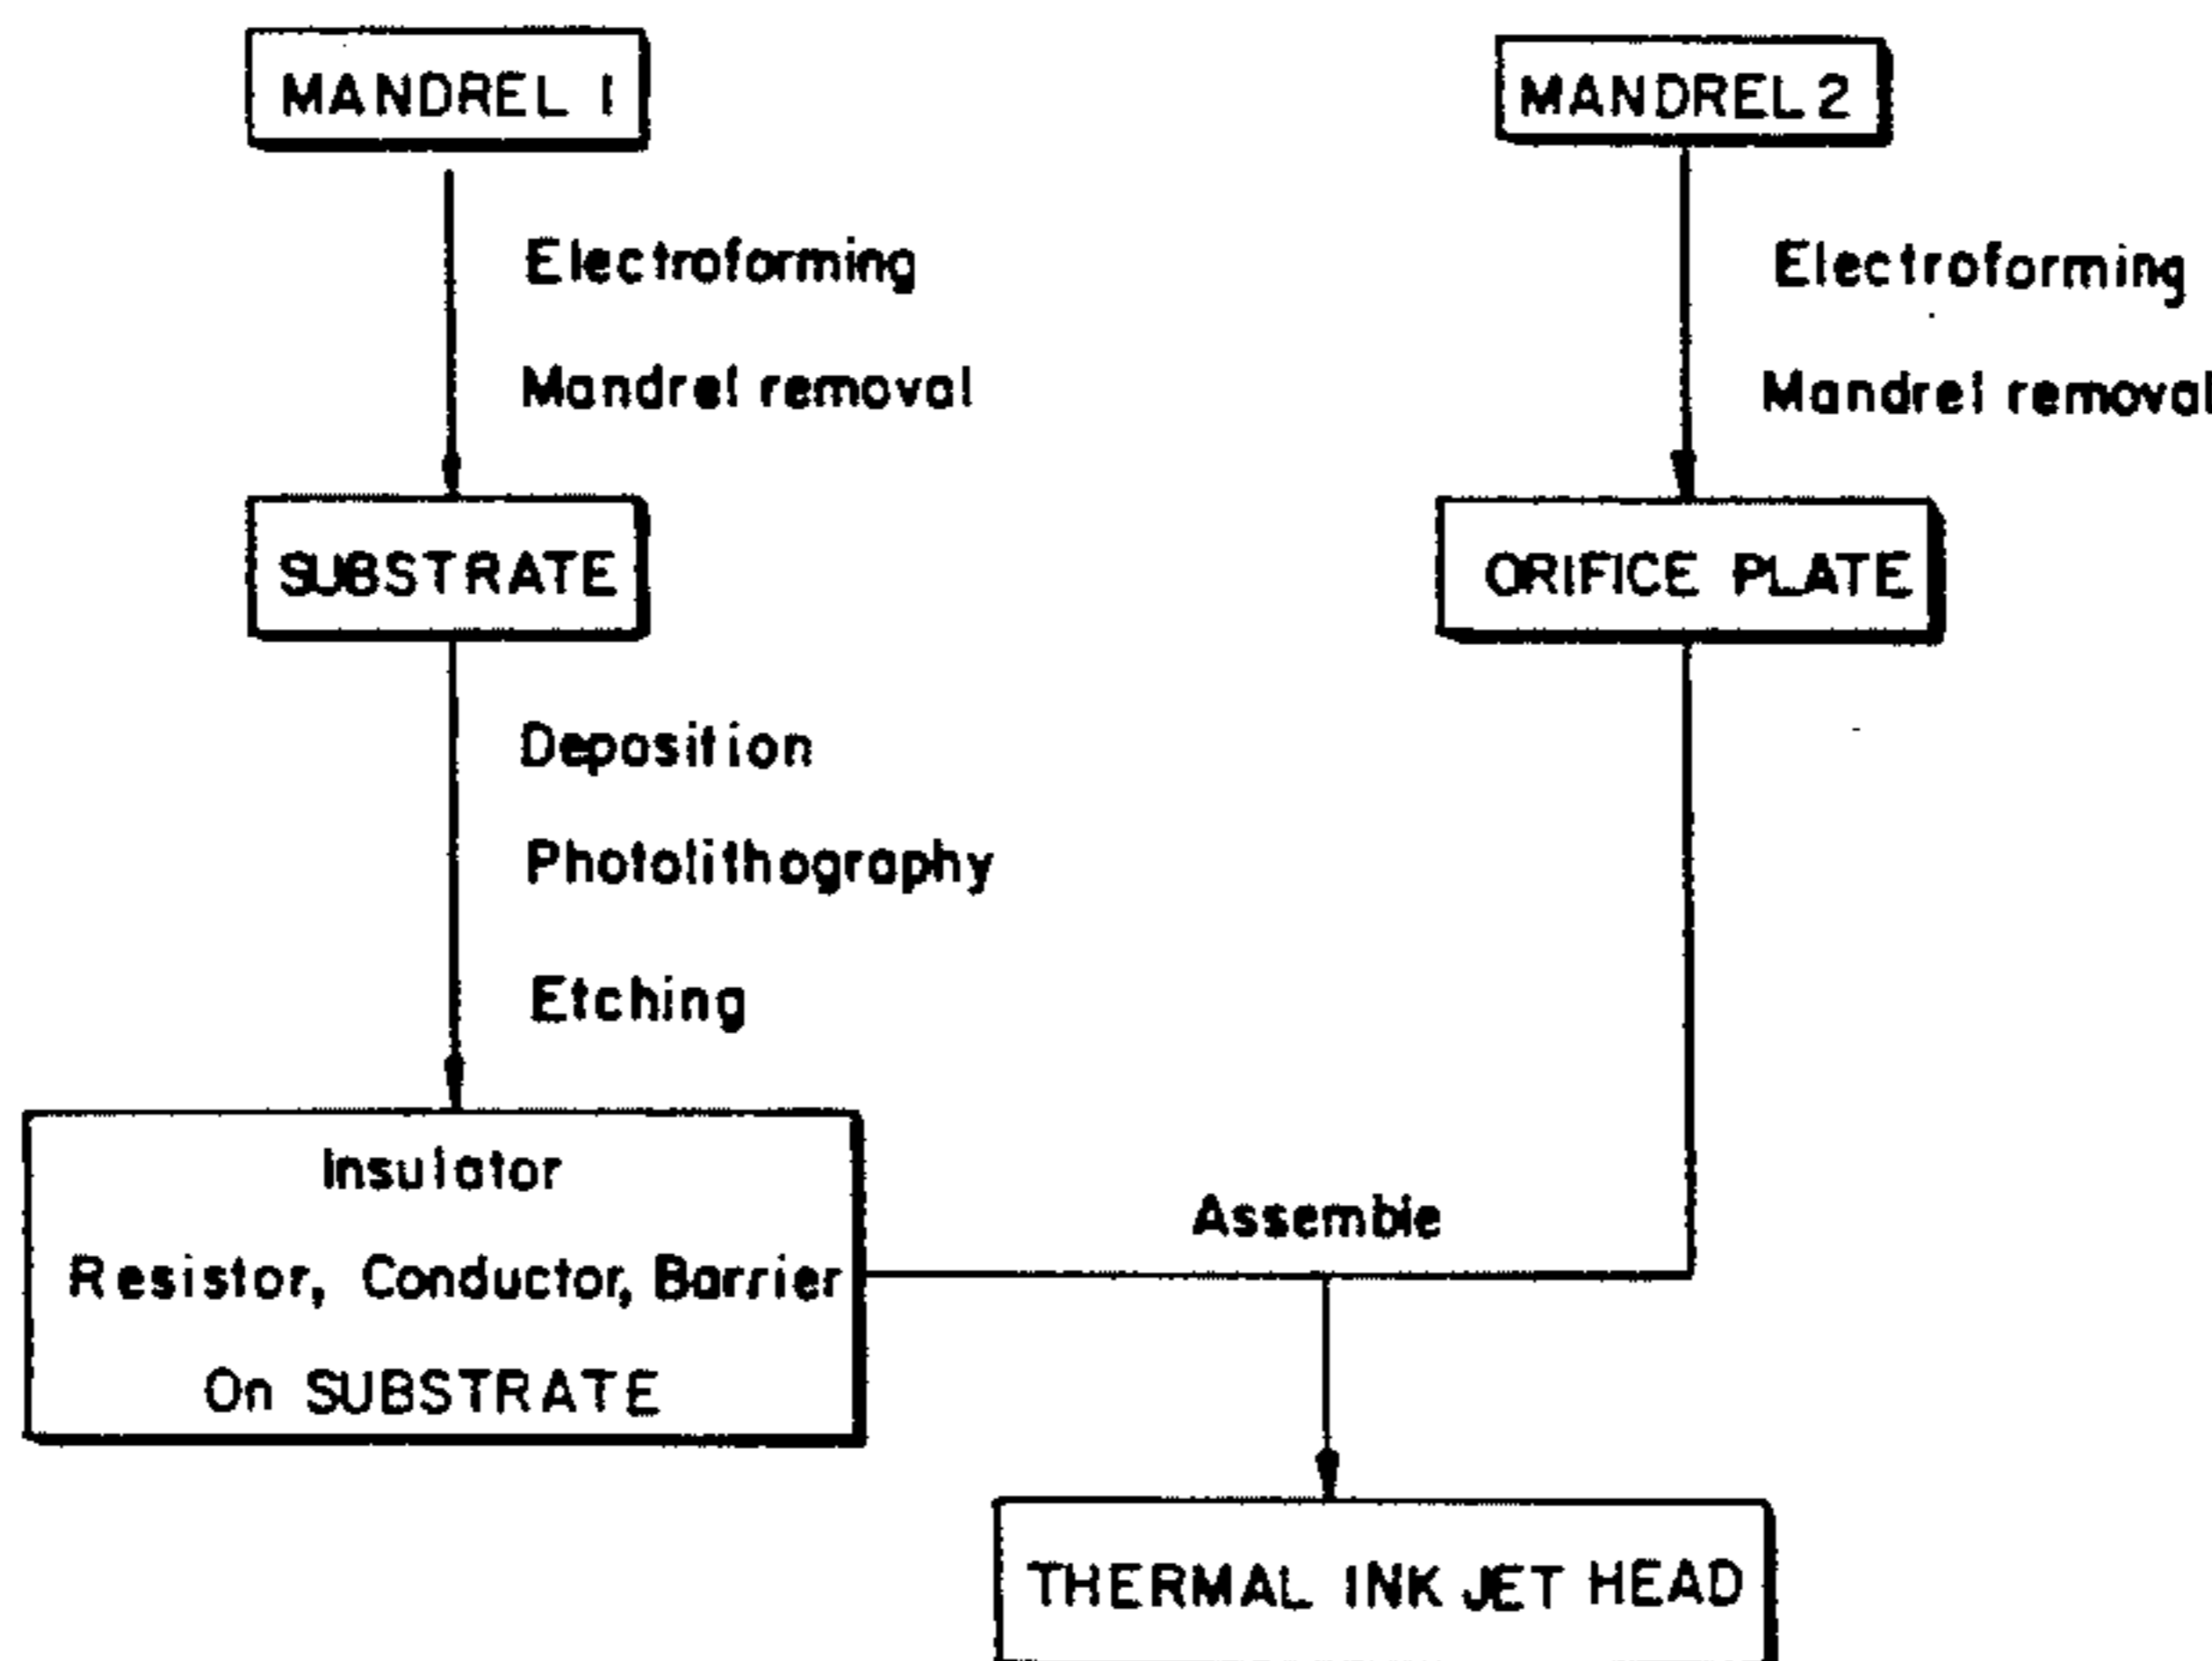 MANDREL 1
MANDREL 2
Electroforming
Electroforming
Mandrel removal
Mandrel removal
SUBSTRATE
ORIFICE PLATE
Deposition
Photolithography
Etching
Insulator
Resistor, Conductor, Barrier
On SUBSTRATE
Assemble
THERMAL INK JET HEAD